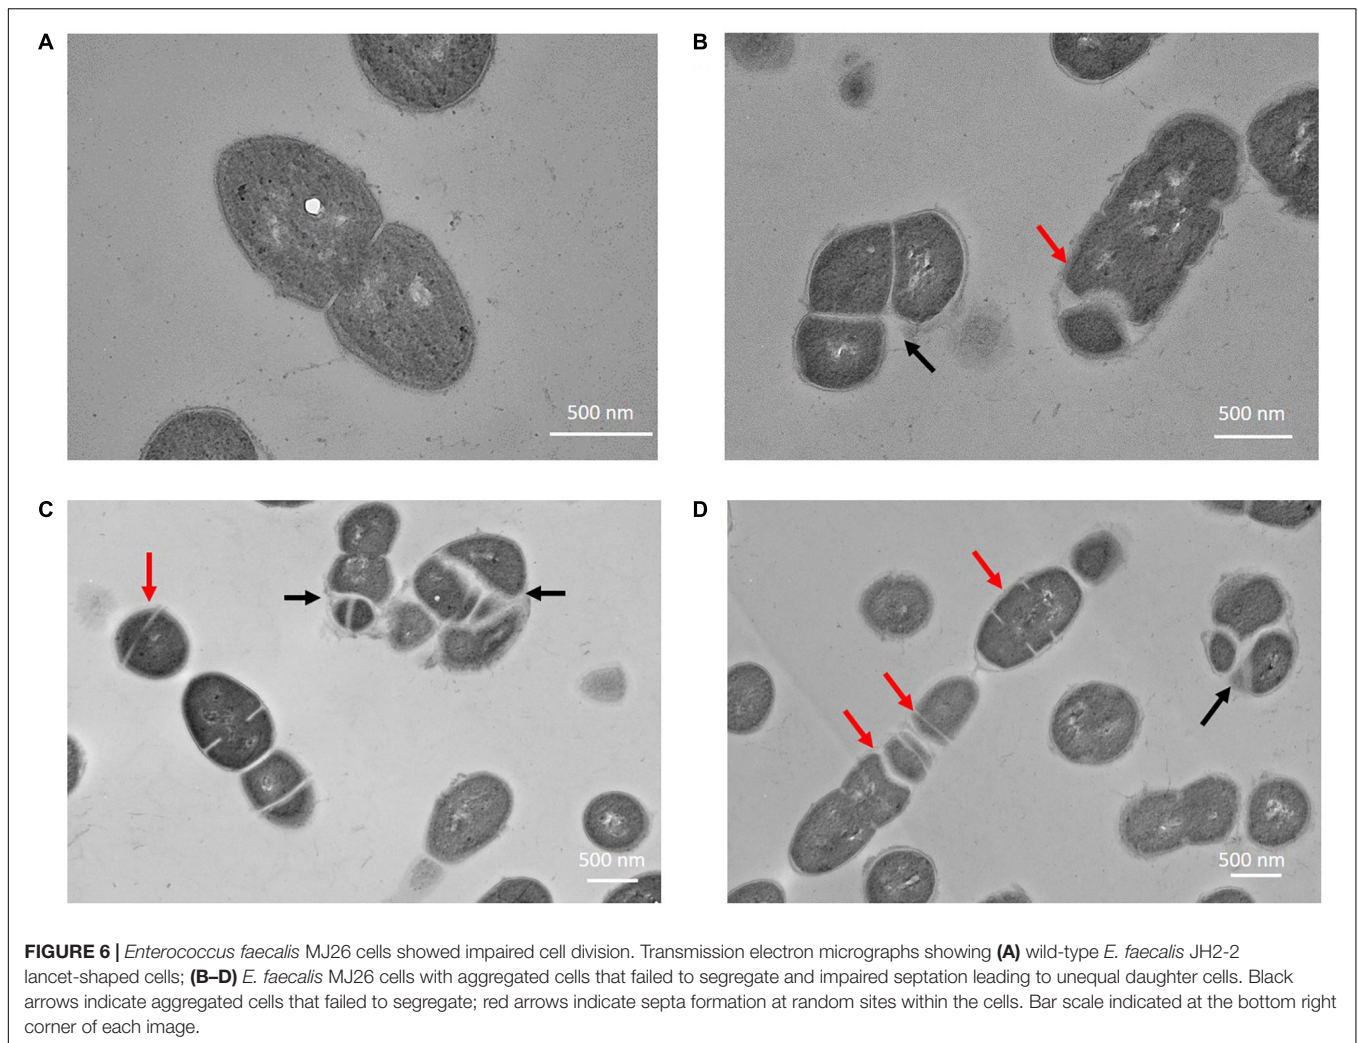 A
B
500 nm
500 nm
C
D
500 nm
500 nm
FIGURE 6 | Enterococcus faecalis MJ26 cells showed impaired cell division. Transmission electron micrographs showing (A) wild-type E. faecalis JH2-2
lancet-shaped cells; (B–D) E. faecalis MJ26 cells with aggregated cells that failed to segregate and impaired septation leading to unequal daughter cells. Black
arrows indicate aggregated cells that failed to segregate; red arrows indicate septa formation at random sites within the cells. Bar scale indicated at the bottom right
corner of each image.